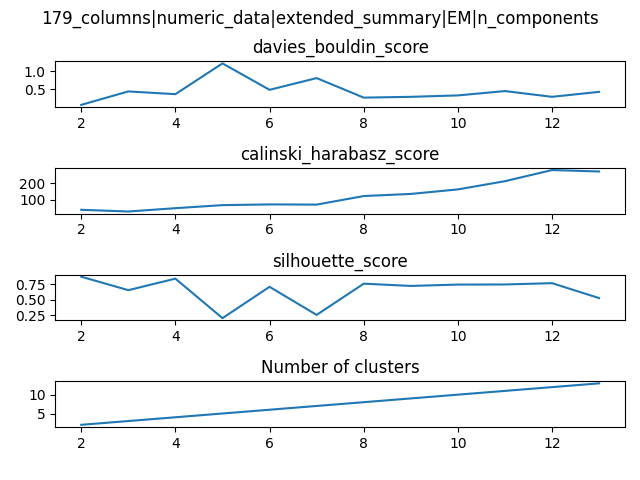 179_columns|numeric_data|extended_summary|EM|n_components
davies_bouldin_score
1.0
0.5
2 4 6 8 10 12
calinski_harabasz_score
200
100
2 4 6 8 10 12
silhouette_score
0.75
0.50
0.25
2 4 6 8 10 12
Number of clusters
10
5
2 4 6 8 10 12